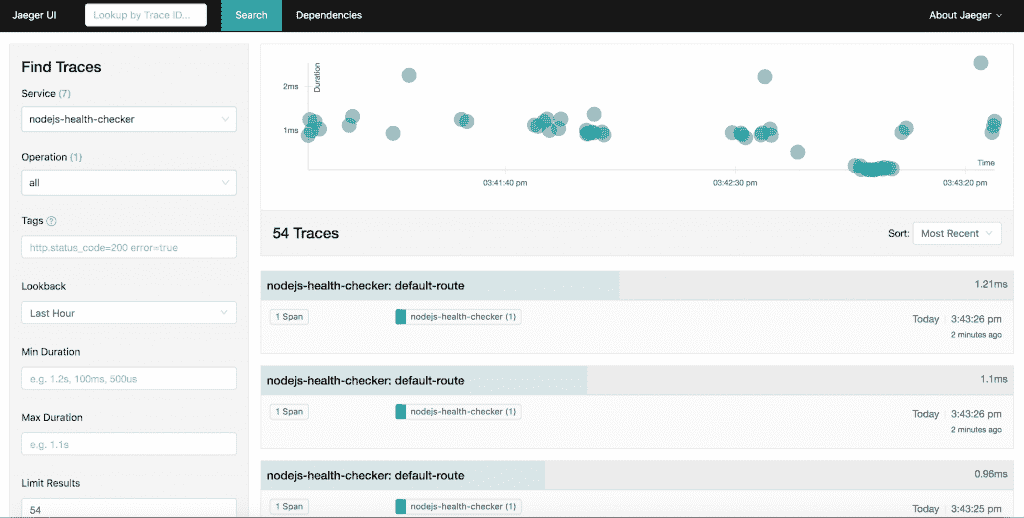 Jaeger UI
Lookup by Trace ID...
Search
Dependencies
About Jaeger
Find Traces
Service (7)
nodejs-health-checker
Operation (1)
all
Tags
http.status_code=200 error=true
Lookback
Last Hour
Min Duration
e.g. 1.2s, 100ms, 500us
Max Duration
e.g. 1.1s
Limit Results
54
Duration
2ms
1ms
Time
03:41:40 pm
03:42:30 pm
03:43:20 pm
54 Traces
Sort:
Most Recent
nodejs-health-checker: default-route
1.21ms
1 Span
nodejs-health-checker (1)
Today
3:43:26 pm
2 minutes ago
nodejs-health-checker: default-route
1.1ms
1 Span
nodejs-health-checker (1)
Today
3:43:26 pm
2 minutes ago
nodejs-health-checker: default-route
0.96ms
1 Span
nodejs-health-checker (1)
Today
3:43:25 pm